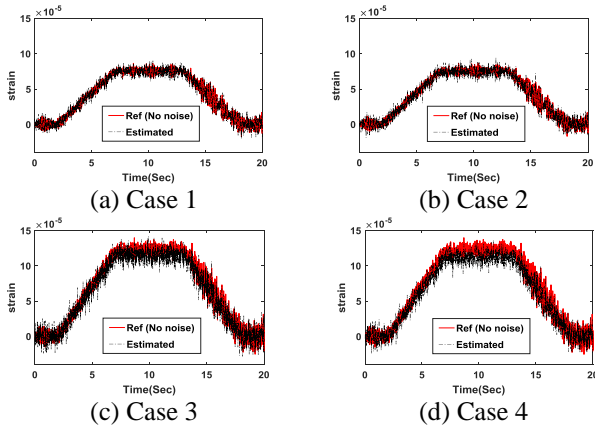 15 ×10-5
10
5
0
strain
Ref (No noise)
Estimated
0 5 10 15 20
Time(Sec)
(a) Case 1
15 ×10-5
10
5
0
strain
Ref (No noise)
Estimated
0 5 10 15 20
Time(Sec)
(b) Case 2
15 ×10-5
10
5
0
strain
Ref (No noise)
Estimated
0 5 10 15 20
Time(Sec)
(c) Case 3
15 ×10-5
10
5
0
strain
Ref (No noise)
Estimated
0 5 10 15 20
Time(Sec)
(d) Case 4